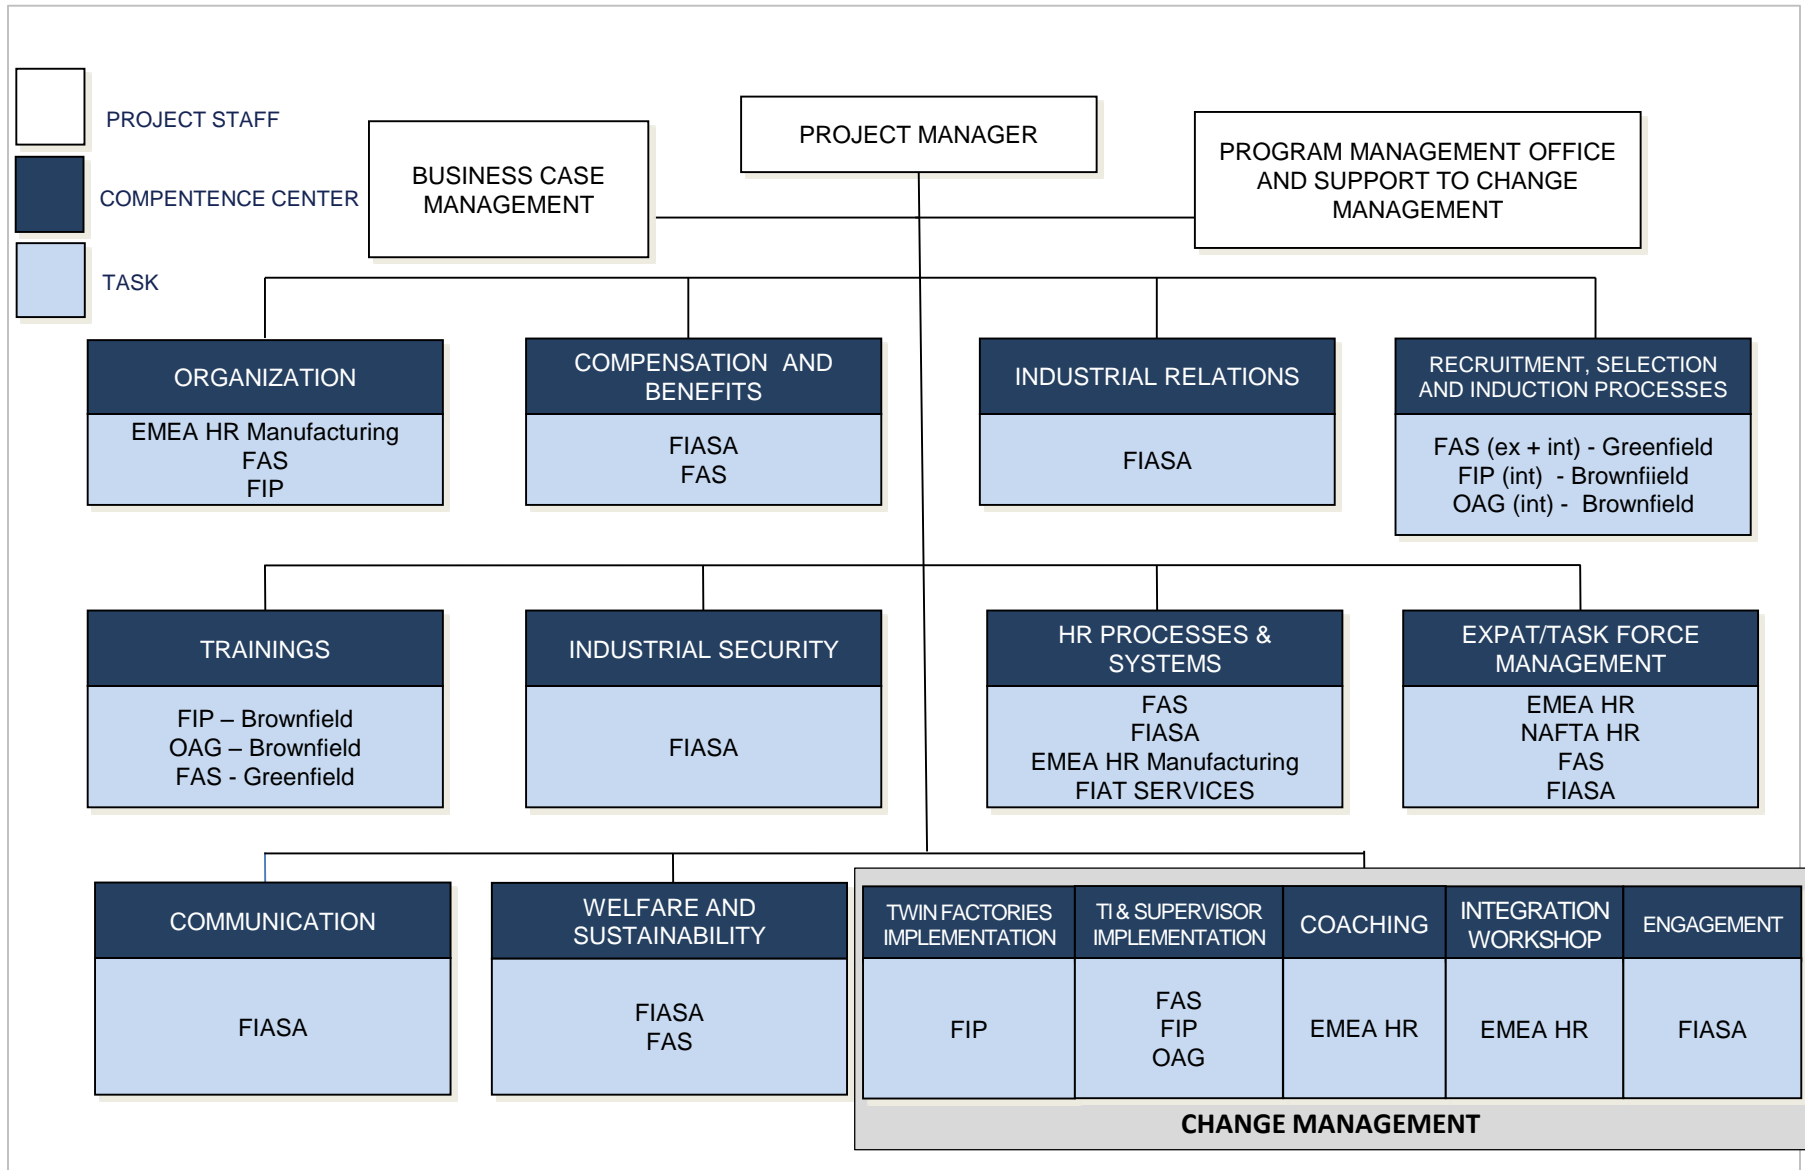 PROJECT STAFF
COMPENTENCE CENTER
TASK
BUSINESS CASE
MANAGEMENT
PROJECT MANAGER
PROGRAM MANAGEMENT OFFICE
AND SUPPORT TO CHANGE
MANAGEMENT
ORGANIZATION
EMEA HR Manufacturing
FAS
FIP
COMPENSATION AND
BENEFITS
FIASA
FAS
INDUSTRIAL RELATIONS
FIASA
RECRUITMENT, SELECTION
AND INDUCTION PROCESSES
FAS (ex + int) - Greenfield
FIP (int) - Brownfiield
OAG (int) - Brownfield
TRAININGS
FIP – Brownfield
OAG – Brownfield
FAS - Greenfield
INDUSTRIAL SECURITY
FIASA
HR PROCESSES &
SYSTEMS
FAS
FIASA
EMEA HR Manufacturing
FIAT SERVICES
EXPAT/TASK FORCE
MANAGEMENT
EMEA HR
NAFTA HR
FAS
FIASA
COMMUNICATION
FIASA
WELFARE AND
SUSTAINABILITY
FIASA
FAS
TWIN FACTORIES
IMPLEMENTATION
FIP
TI & SUPERVISOR
IMPLEMENTATION
FAS
FIP
OAG
COACHING
EMEA HR
INTEGRATION
WORKSHOP
EMEA HR
ENGAGEMENT
FIASA
CHANGE MANAGEMENT